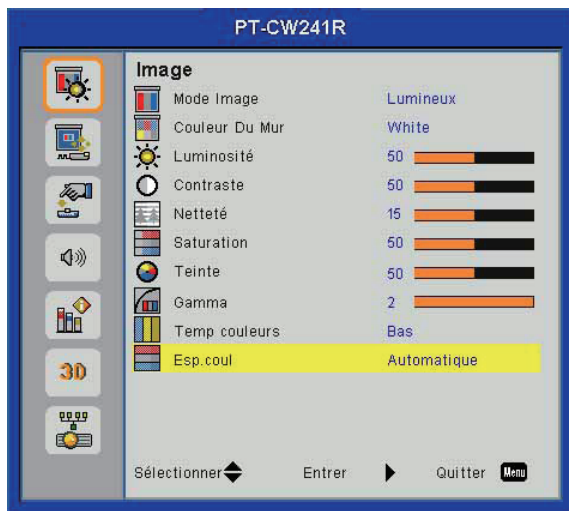 PT-CW241R
Image
Mode Image Lumineux
Couleur Du Mur White
Luminosité 50
Contraste 50
Netteté 15
Saturation 50
Teinte 50
Gamma 2
Temp couleurs Bas
Esp.coul Automatique
3D
Sélectionner Entrer Quitter Menu